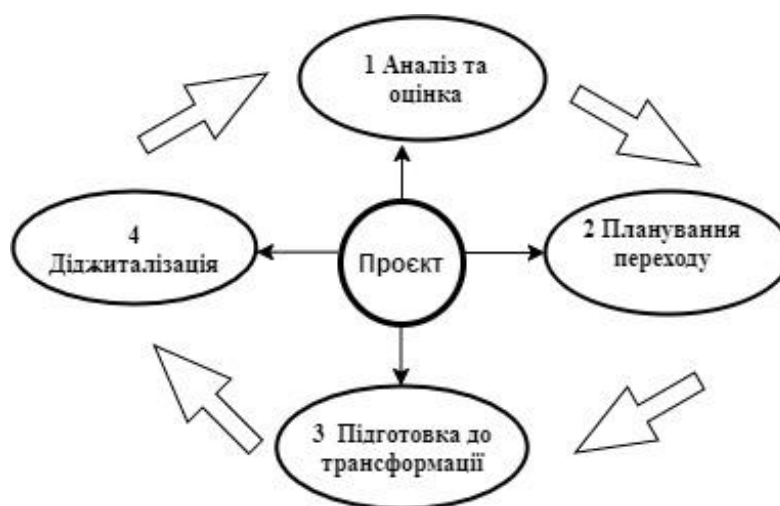 1 Аналіз та
оцінка
2 Планування
переходу
3 Підготовка до
трансформації
4
Діджиталізація
Проєкт